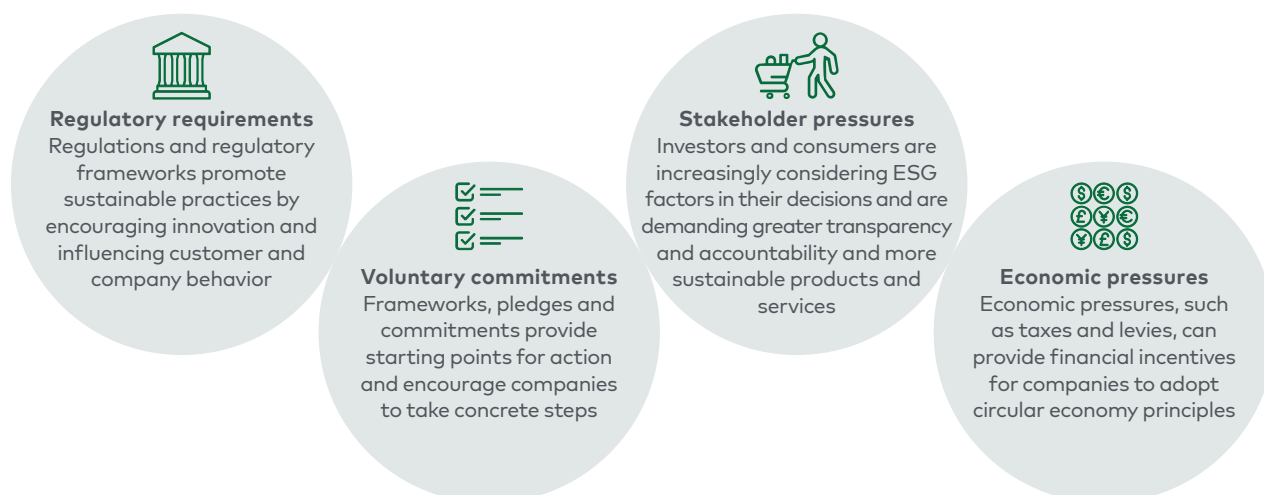 Regulatory requirements
Regulations and regulatory
frameworks promote
sustainable practices by
encouraging innovation and
influencing customer and
company behavior
Voluntary commitments
Frameworks, pledges and
commitments provide
starting points for action
and encourage companies
to take concrete steps
Stakeholder pressures
Investors and consumers are
increasingly considering ESG
factors in their decisions and are
demanding greater transparency
and accountability and more
sustainable products and
services
$ € $
£ ¥ €
¥ £ $
Economic pressures
Economic pressures, such
as taxes and levies, can
provide financial incentives
for companies to adopt
circular economy principles